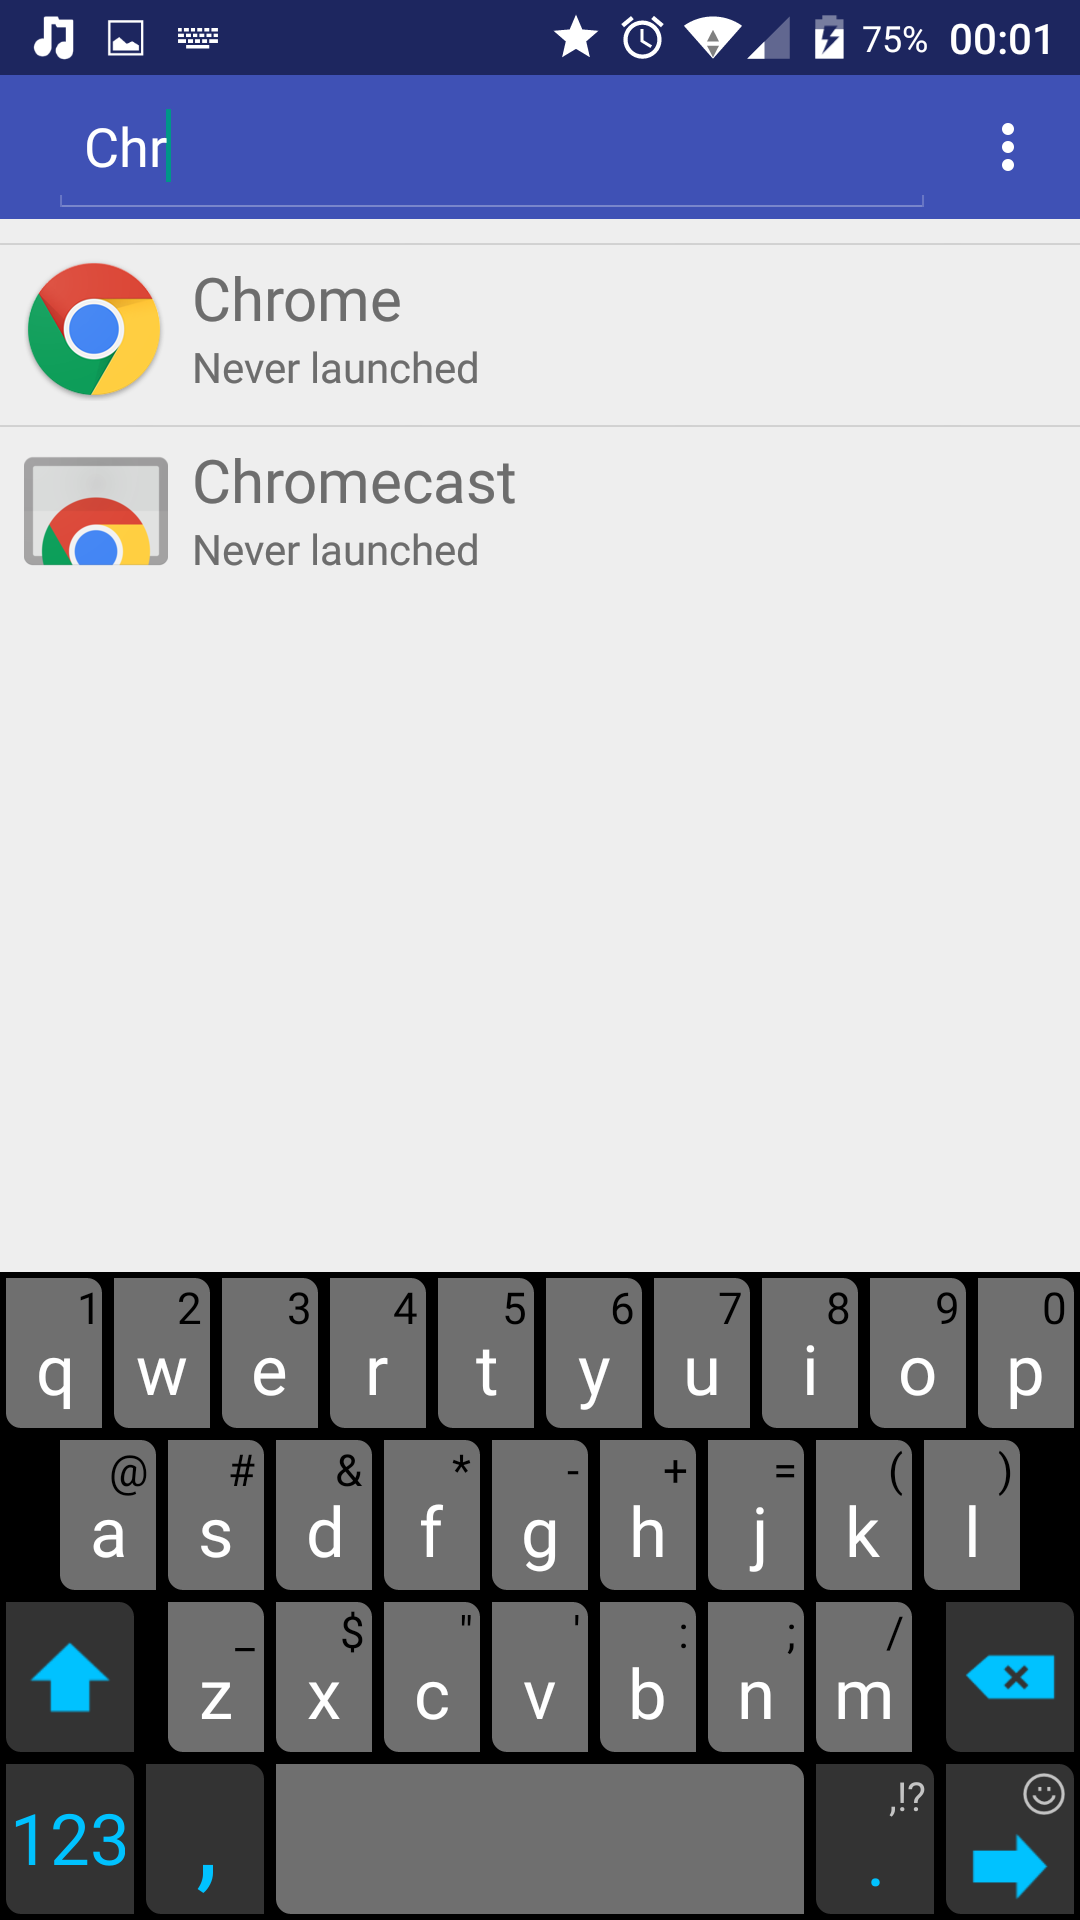 75% 00:01
Chr
Chrome
Never launched
Chromecast
Never launched
1 2 3 4 5 6 7 8 9 0
q w e r t y u i o p
@ # & * - + = ( )
a s d f g h j k l
_ $ " ' : ; /
z x c v b n m
,!?
123 , .